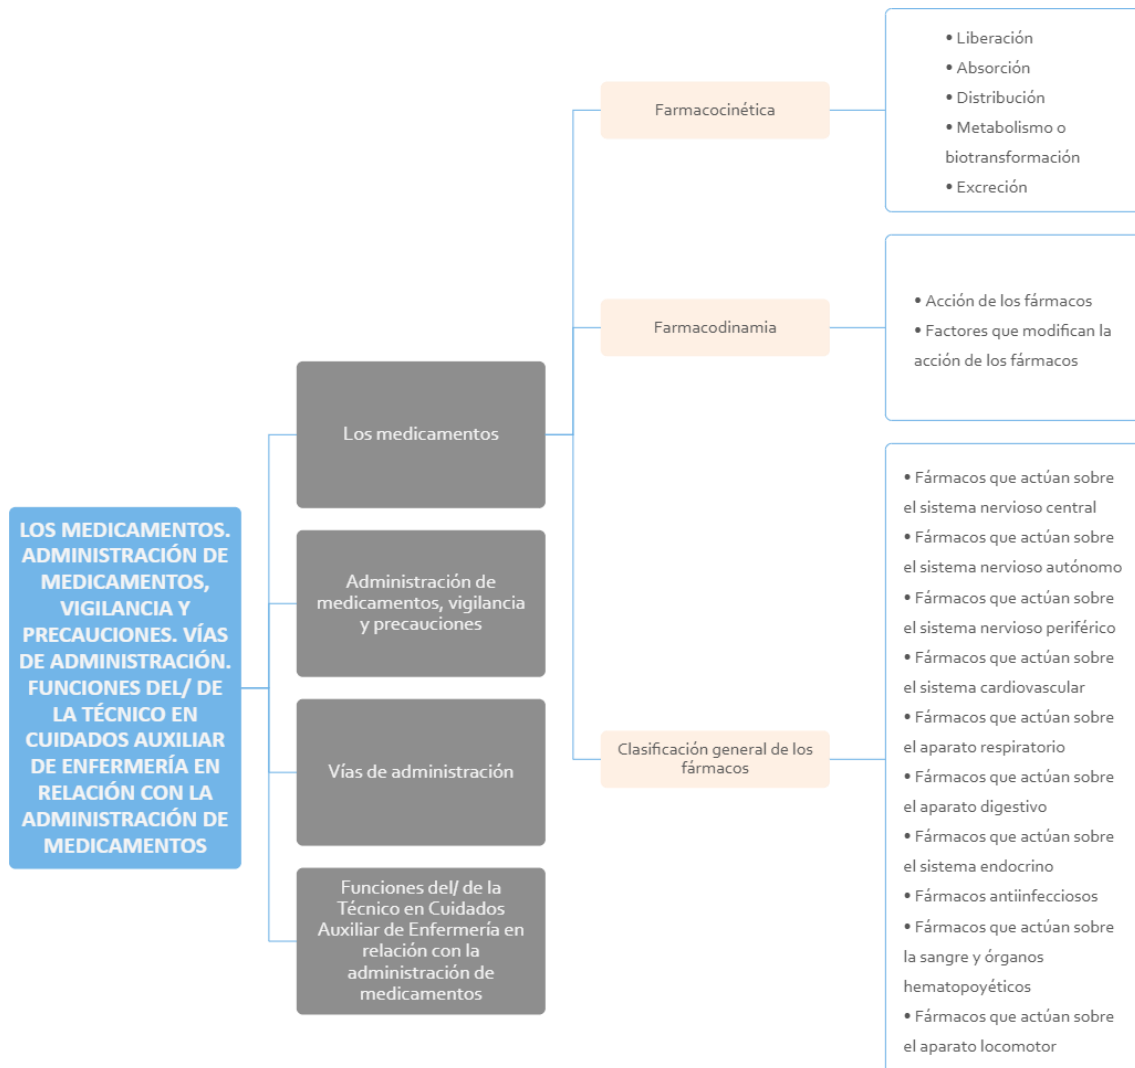 LOS MEDICAMENTOS.
ADMINISTRACIÓN DE
MEDICAMENTOS,
VIGILANCIA Y
PRECAUCIONES. VÍAS
DE ADMINISTRACIÓN.
FUNCIONES DEL/ DE
LA TÉCNICO EN
CUIDADOS AUXILIAR
DE ENFERMERÍA EN
RELACIÓN CON LA
ADMINISTRACIÓN DE
MEDICAMENTOS
Los medicamentos
Administración de
medicamentos, vigilancia
y precauciones
Vías de administración
Funciones del/ de la
Técnico en Cuidados
Auxiliar de Enfermería en
relación con la
administración de
medicamentos
Farmacocinética
• Liberación
• Absorción
• Distribución
• Metabolismo o
biotransformación
• Excreción
Farmacodinamia
• Acción de los fármacos
• Factores que modifican la
acción de los fármacos
Clasificación general de los
fármacos
• Fármacos que actúan sobre
el sistema nervioso central
• Fármacos que actúan sobre
el sistema nervioso autónomo
• Fármacos que actúan sobre
el sistema nervioso periférico
• Fármacos que actúan sobre
el sistema cardiovascular
• Fármacos que actúan sobre
el aparato respiratorio
• Fármacos que actúan sobre
el aparato digestivo
• Fármacos que actúan sobre
el sistema endocrino
• Fármacos antiinfecciosos
• Fármacos que actúan sobre
la sangre y órganos
hematopoyéticos
• Fármacos que actúan sobre
el aparato locomotor